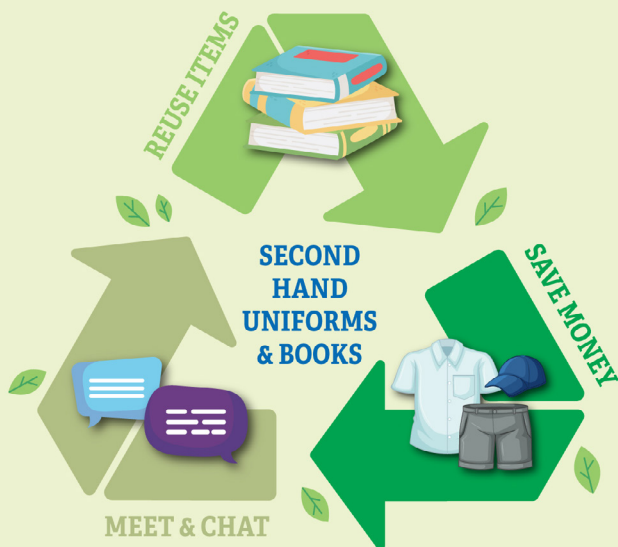 REUSE ITEMS
SAVE MONEY
SECOND
HAND
UNIFORMS
& BOOKS
MEET & CHAT